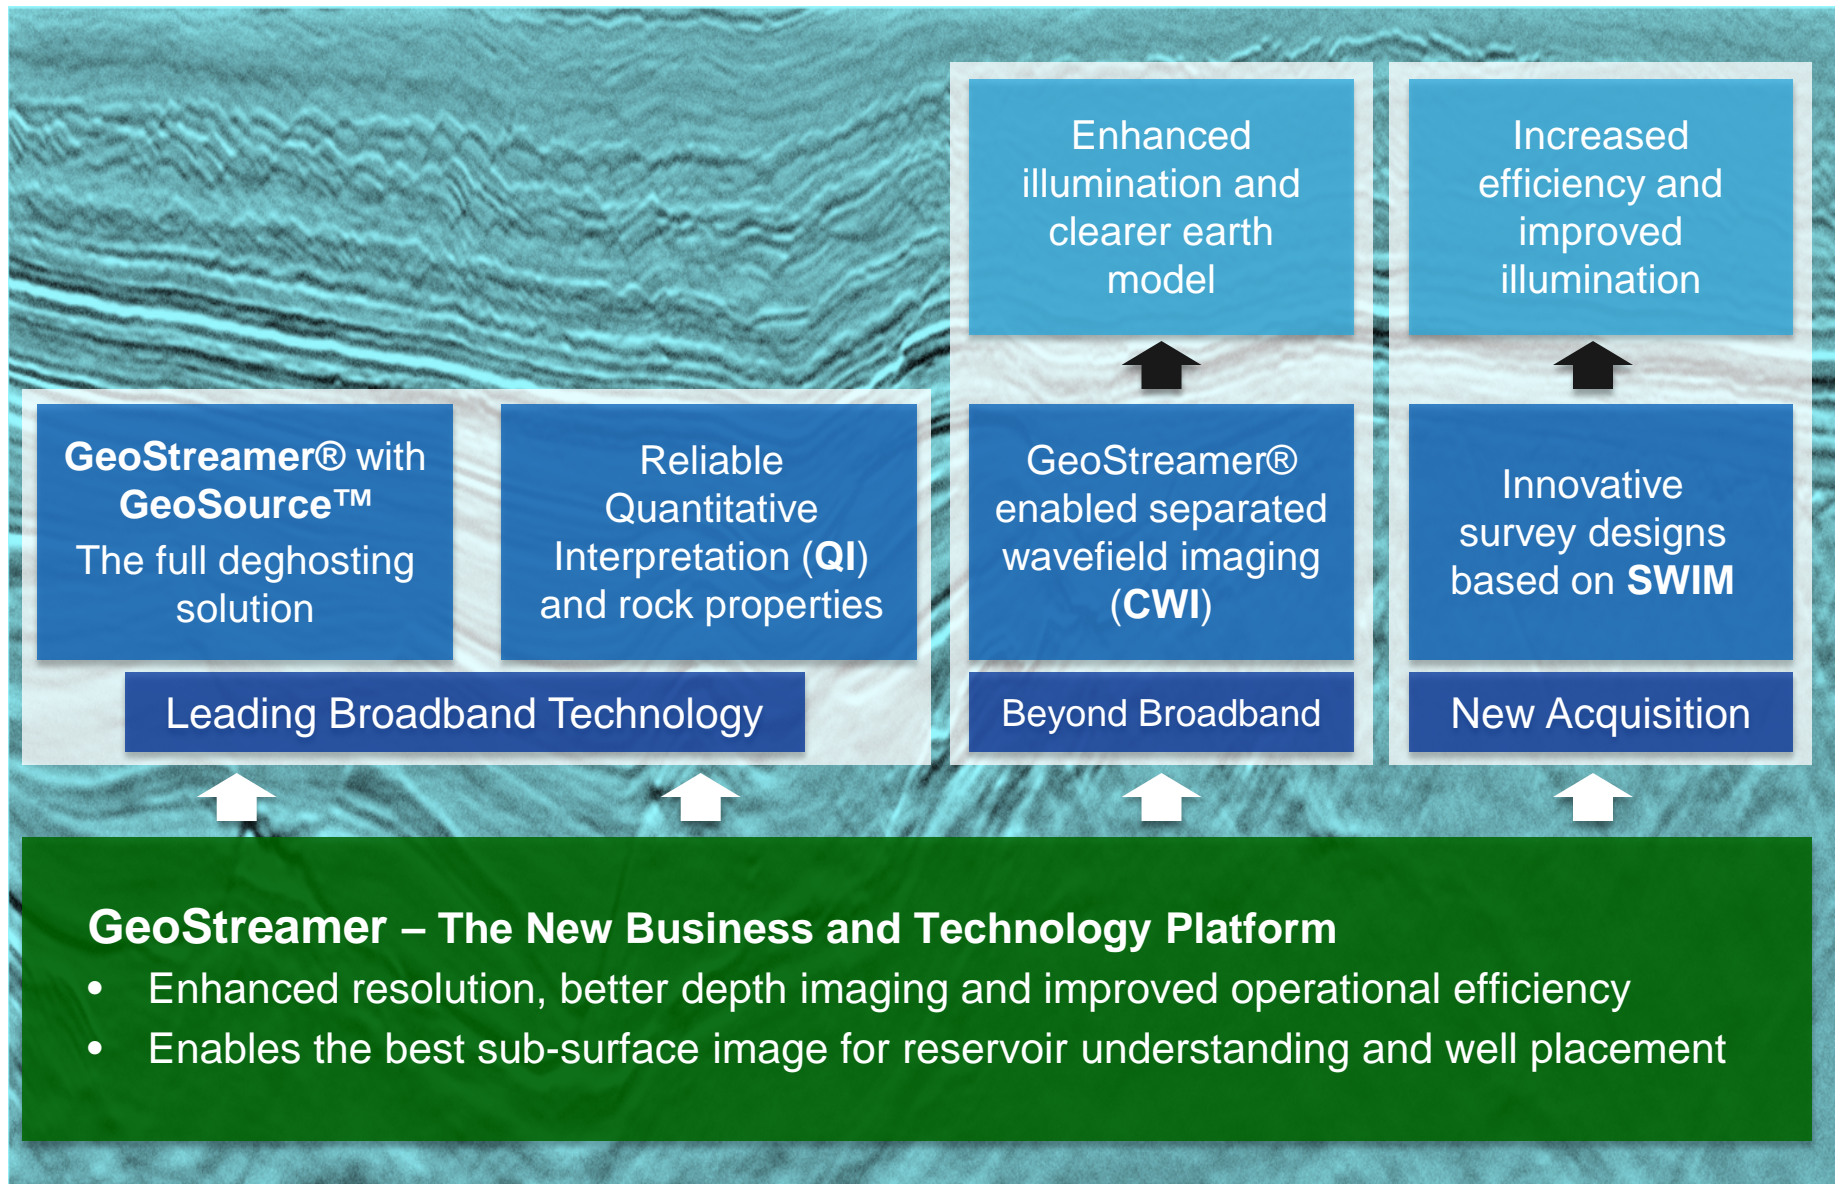 Enhanced
illumination and
clearer earth
model
Increased
efficiency and
improved
illumination
GeoStreamer® with
GeoSource™
The full deghosting
solution
Reliable
Quantitative
Interpretation (QI)
and rock properties
GeoStreamer®
enabled separated
wavefield imaging
(CWI)
Innovative
survey designs
based on SWIM
Leading Broadband Technology
Beyond Broadband
New Acquisition
GeoStreamer – The New Business and Technology Platform
• Enhanced resolution, better depth imaging and improved operational efficiency
• Enables the best sub-surface image for reservoir understanding and well placement